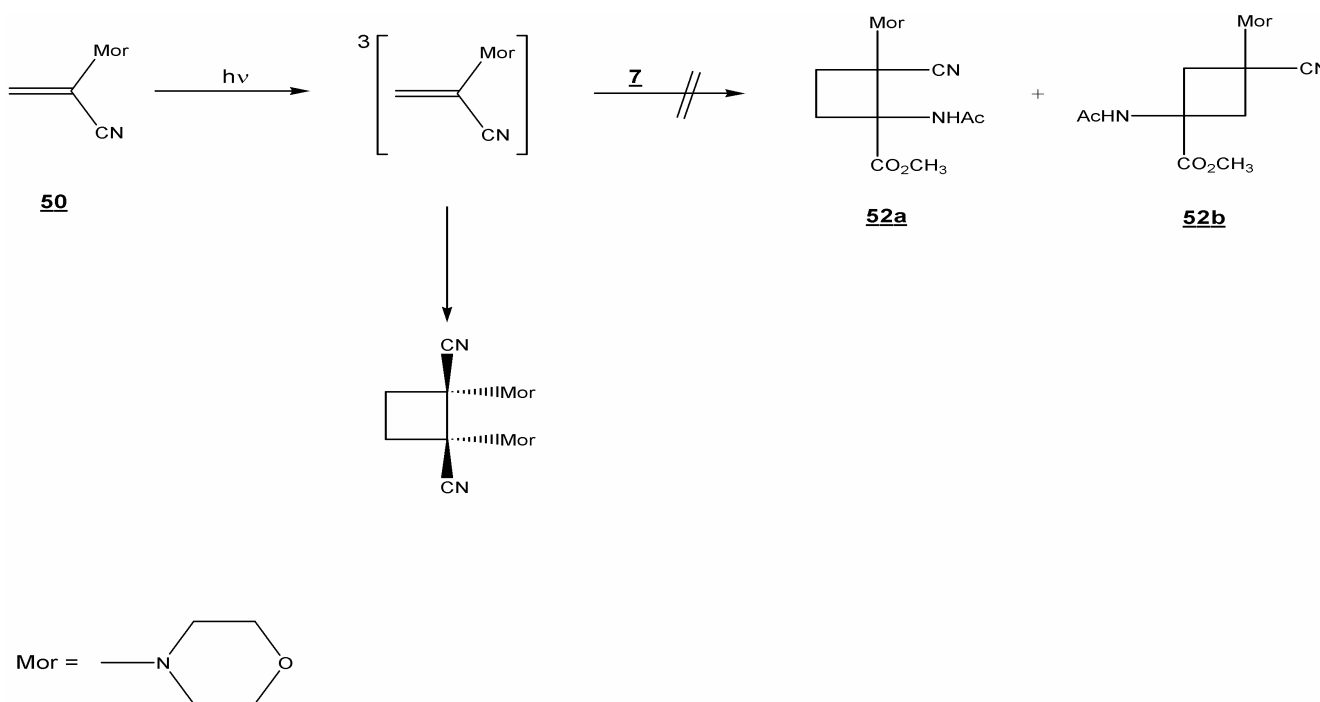 Mor
CN
50
hν
3
Mor
CN
7
Mor
CN
NHAc
CO₂CH₃
52a
+
Mor
CN
AcHN
CO₂CH₃
52b
CN
Mor
Mor
CN
Mor =
N
O